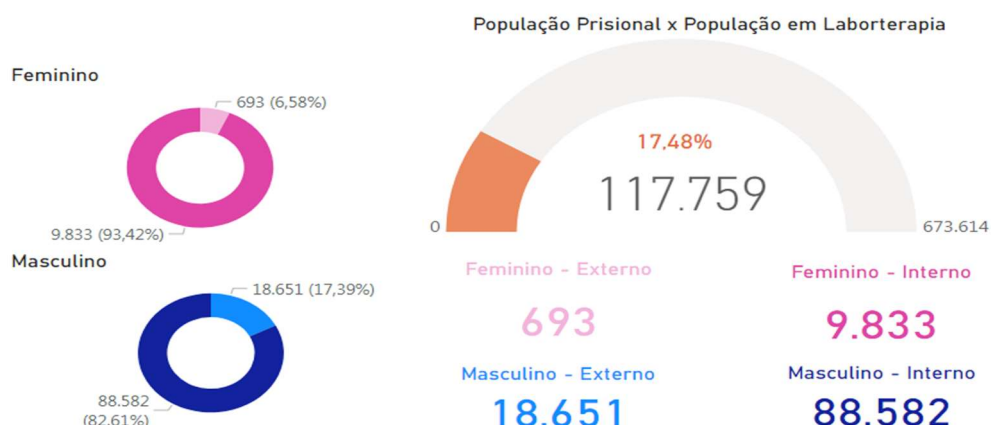 População Prisional x População em Laborterapia
Feminino
693 (6,58%)
9.833 (93,42%)
Masculino
18.651 (17,39%)
88.582
(82,61%)
17,48%
117.759
0
673.614
Feminino - Externo
693
Feminino - Interno
9.833
Masculino - Externo
18.651
Masculino - Interno
88.582